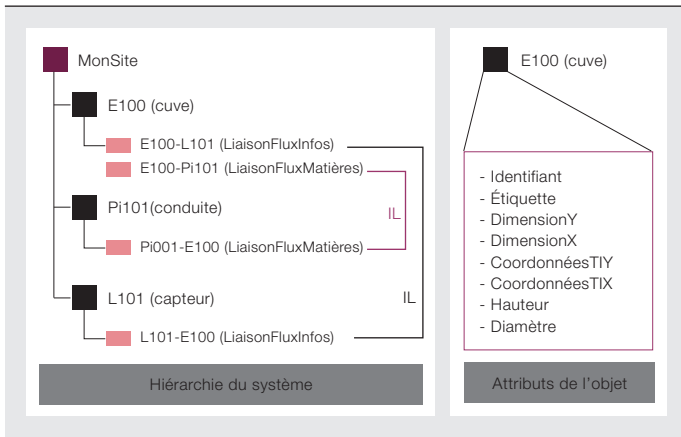 MonSite
E100 (cuve)
E100-L101 (LiaisonFluxInfos)
E100-Pi101 (LiaisonFluxMatières)
IL
Pi101(conduite)
Pi001-E100 (LiaisonFluxMatières)
L101 (capteur)
IL
L101-E100 (LiaisonFluxInfos)
Hiérarchie du système
E100 (cuve)
- Identifiant
- Étiquette
- DimensionY
- DimensionX
- CoordonnéesTIY
- CoordonnéesTIX
- Hauteur
- Diamètre
Attributs de l'objet